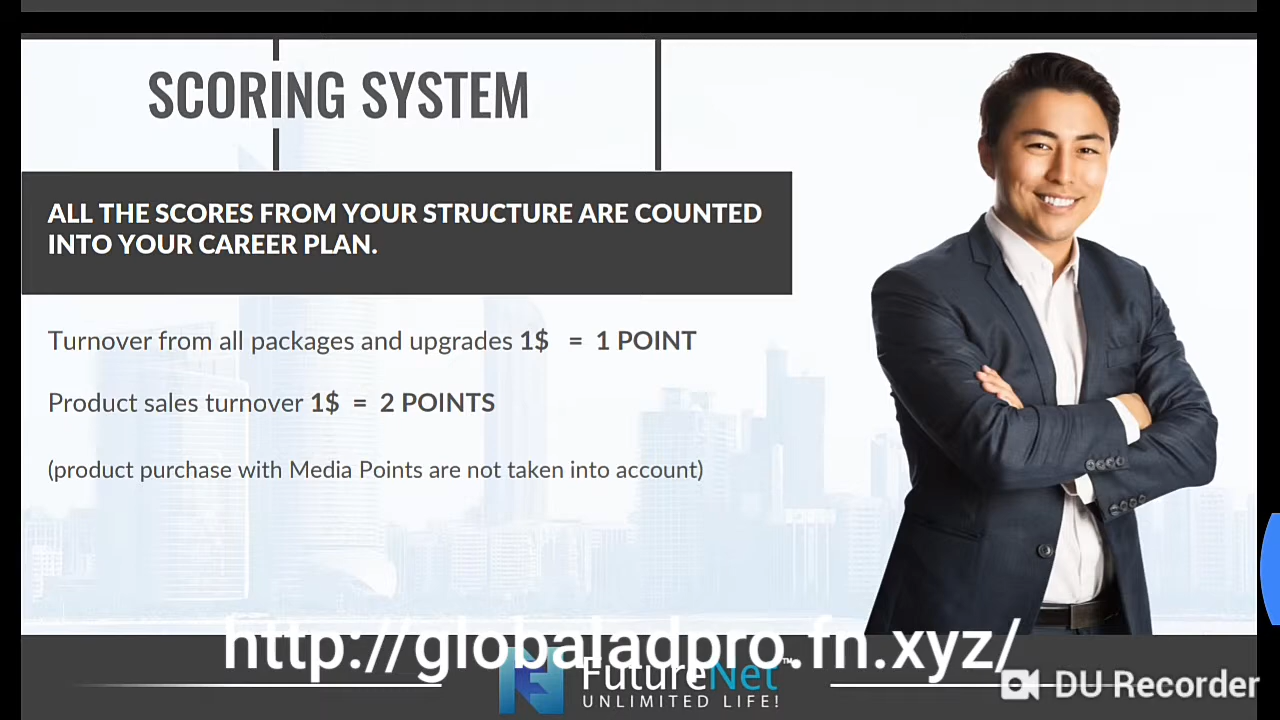 SCORING SYSTEM
ALL THE SCORES FROM YOUR STRUCTURE ARE COUNTED
INTO YOUR CAREER PLAN.
Turnover from all packages and upgrades 1$ = 1 POINT
Product sales turnover 1$ = 2 POINTS
(product purchase with Media Points are not taken into account)
http://globaladpro.fn.xyz/
FutureNet™
UNLIMITED LIFE!
DU Recorder